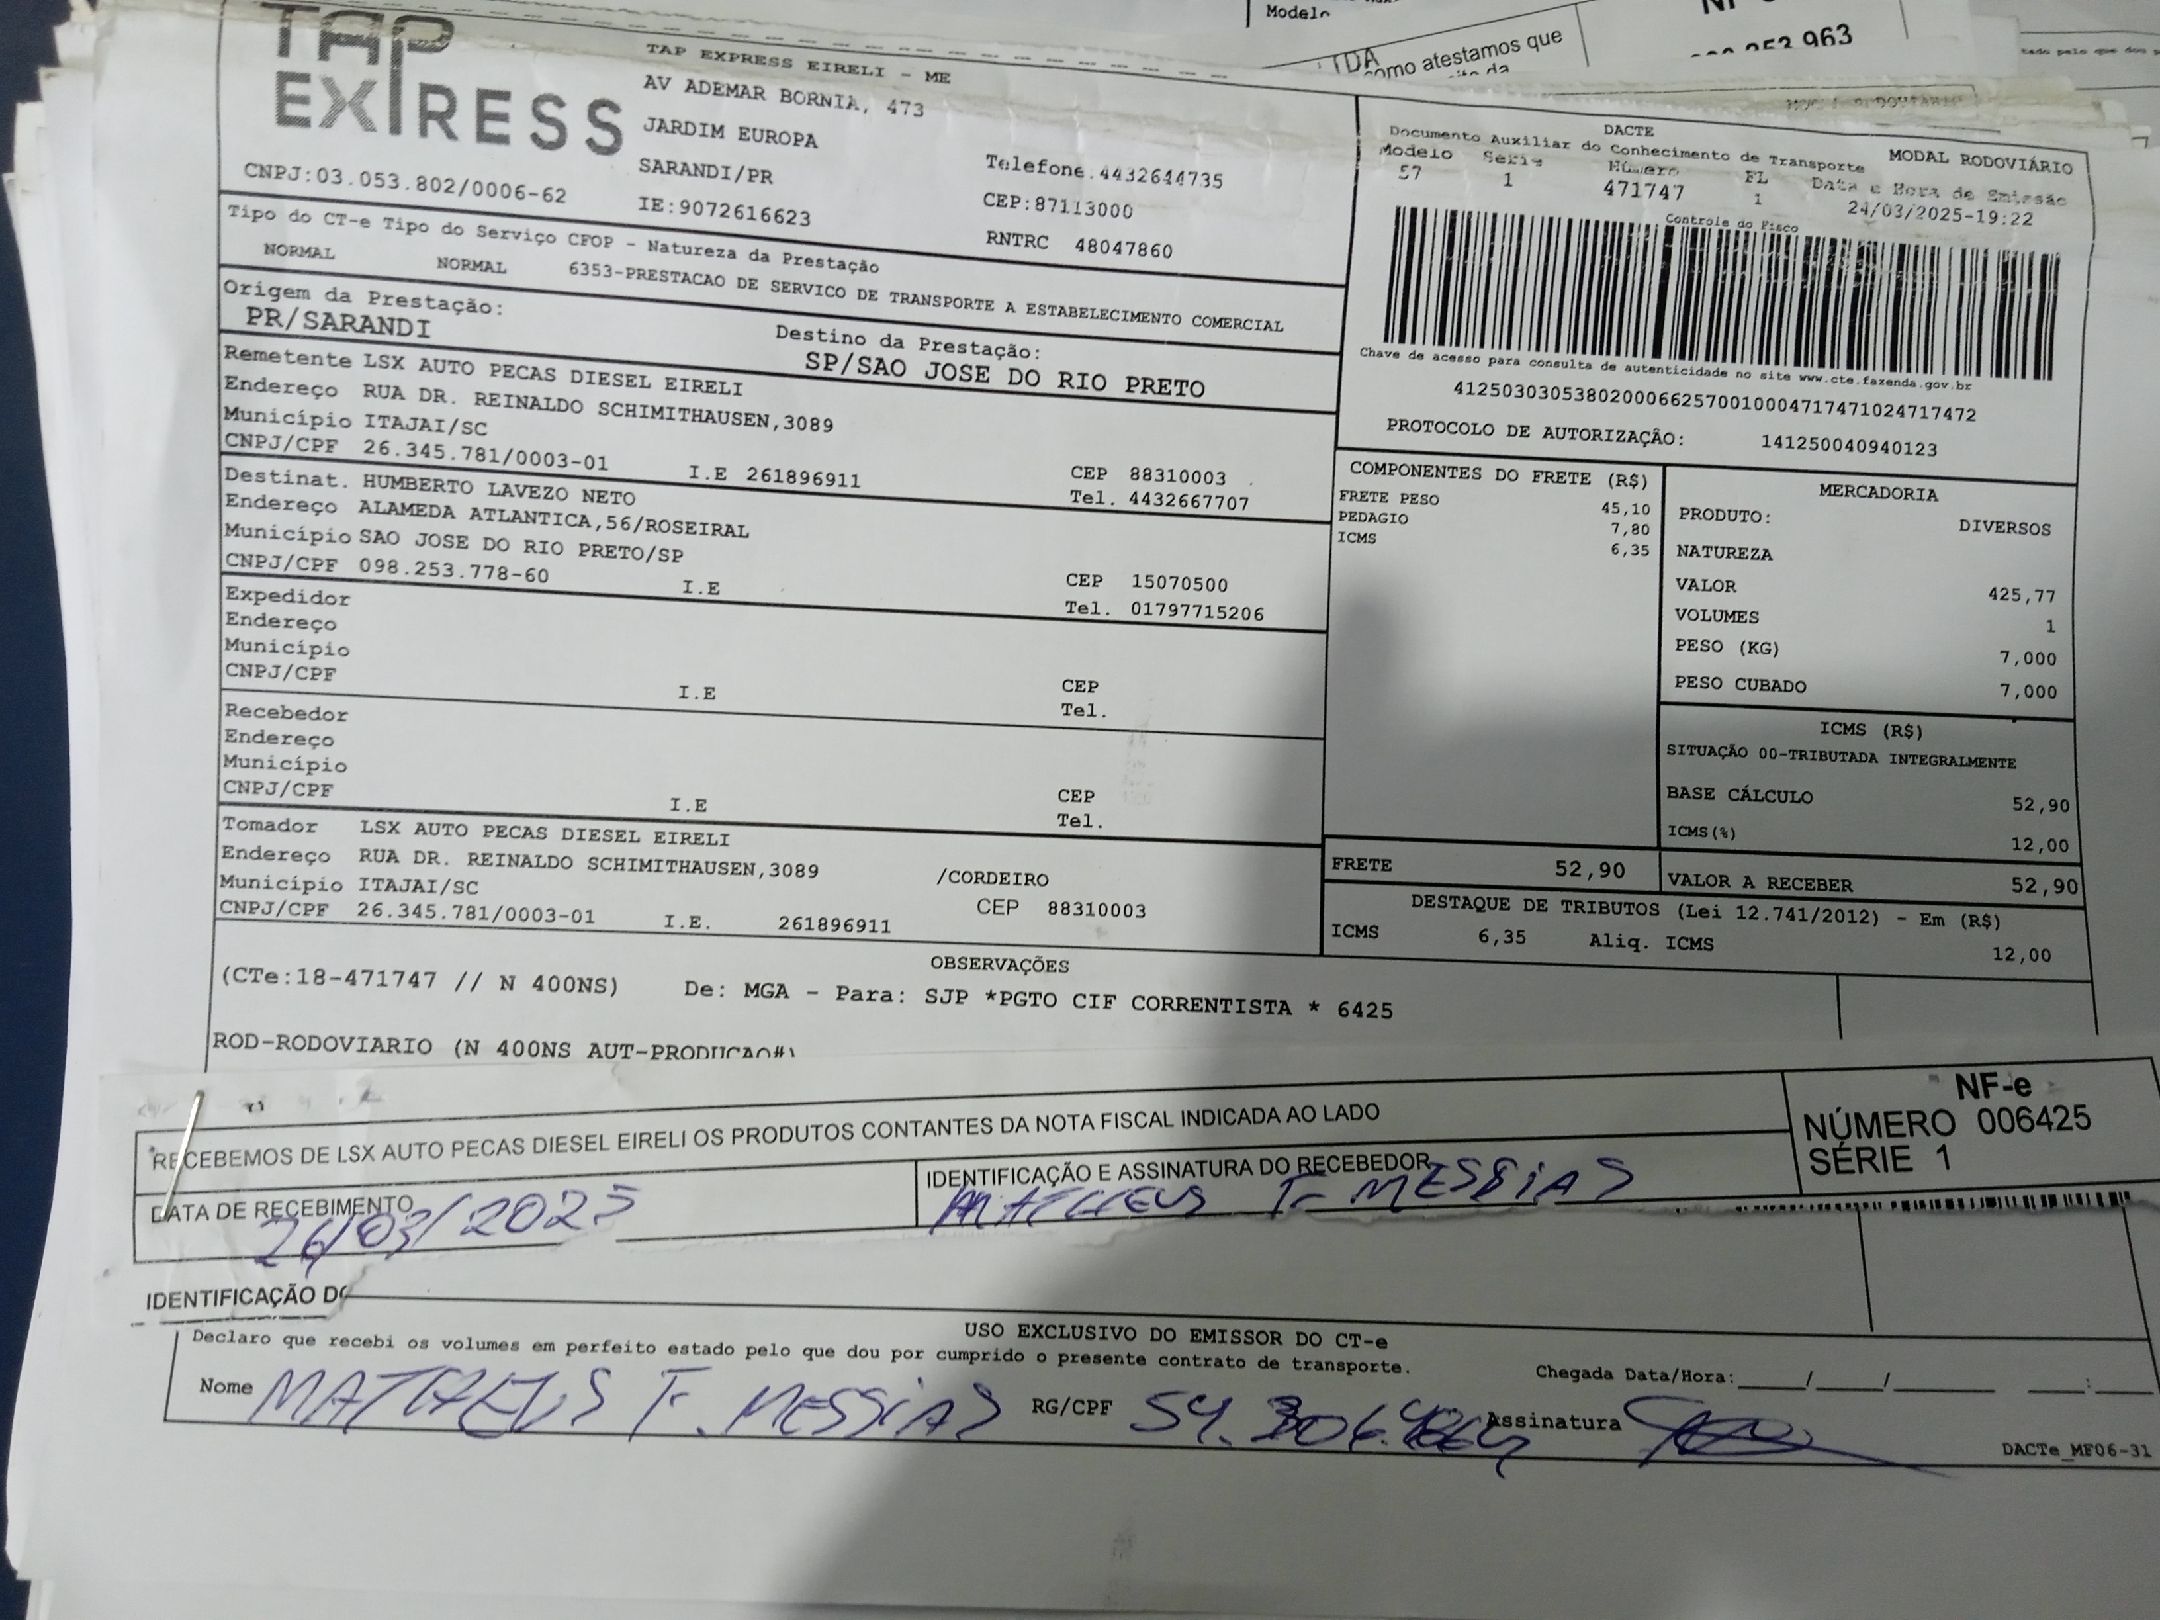 Modelo
TDA
como atestamos que
963
TAP
EXPRESS
TAP EXPRESS EIRELI - ME
AV ADEMAR BORNIA, 473
JARDIM EUROPA
SARANDI/PR
Telefone.4432644735
CNPJ:03.053.802/0006-62
IE:9072616623
CEP:87113000
RNTRC 48047860
DACTE
Documento Auxiliar do Conhecimento de Transporte
MODAL RODOVIÁRIO
Modelo Serie Número FL Data e Hora de Emissão
57 1 471747 1 24/03/2025-19:22
Controle do Fisco
Chave de acesso para consulta de autenticidade no site www.cte.fazenda.gov.br
41250303053802000662570010004717471024717472
PROTOCOLO DE AUTORIZAÇÃO: 141250040940123
Tipo do CT-e Tipo do Serviço CFOP - Natureza da Prestação
NORMAL NORMAL 6353-PRESTACAO DE SERVICO DE TRANSPORTE A ESTABELECIMENTO COMERCIAL
Origem da Prestação: Destino da Prestação:
PR/SARANDI SP/SAO JOSE DO RIO PRETO
Remetente LSX AUTO PECAS DIESEL EIRELI
Endereço RUA DR. REINALDO SCHIMITHAUSEN,3089
Município ITAJAI/SC CEP 88310003
CNPJ/CPF 26.345.781/0003-01 I.E 261896911 Tel. 4432667707
Destinat. HUMBERTO LAVEZO NETO
Endereço ALAMEDA ATLANTICA,56/ROSEIRAL
Município SAO JOSE DO RIO PRETO/SP CEP 15070500
CNPJ/CPF 098.253.778-60 I.E Tel. 01797715206
Expedidor
Endereço
Município CEP
CNPJ/CPF I.E Tel.
Recebedor
Endereço
Município CEP
CNPJ/CPF I.E Tel.
Tomador LSX AUTO PECAS DIESEL EIRELI
Endereço RUA DR. REINALDO SCHIMITHAUSEN,3089 /CORDEIRO
Município ITAJAI/SC CEP 88310003
CNPJ/CPF 26.345.781/0003-01 I.E. 261896911
COMPONENTES DO FRETE (R$)
FRETE PESO 45,10
PEDAGIO 7,80
ICMS 6,35
MERCADORIA
PRODUTO: DIVERSOS
NATUREZA
VALOR 425,77
VOLUMES 1
PESO (KG) 7,000
PESO CUBADO 7,000
ICMS (R$)
SITUAÇÃO 00-TRIBUTADA INTEGRALMENTE
BASE CÁLCULO 52,90
ICMS(%) 12,00
FRETE 52,90 VALOR A RECEBER 52,90
DESTAQUE DE TRIBUTOS (Lei 12.741/2012) - Em (R$)
ICMS 6,35 Aliq. ICMS 12,00
OBSERVAÇÕES
(CTe:18-471747 // N 400NS) De: MGA - Para: SJP *PGTO CIF CORRENTISTA * 6425
ROD-RODOVIARIO (N 400NS AUT-PRODUCAO#)
RECEBEMOS DE LSX AUTO PECAS DIESEL EIRELI OS PRODUTOS CONTANTES DA NOTA FISCAL INDICADA AO LADO
NF-e
NÚMERO 006425
SÉRIE 1
DATA DE RECEBIMENTO
26/03/2025
IDENTIFICAÇÃO E ASSINATURA DO RECEBEDOR
MATHEUS F. MESSIAS
IDENTIFICAÇÃO DO
USO EXCLUSIVO DO EMISSOR DO CT-e
Declaro que recebi os volumes em perfeito estado pelo que dou por cumprido o presente contrato de transporte.
Chegada Data/Hora: / / :
Nome MATHEUS F. MESSIAS RG/CPF Assinatura
DACTe_MF06-31